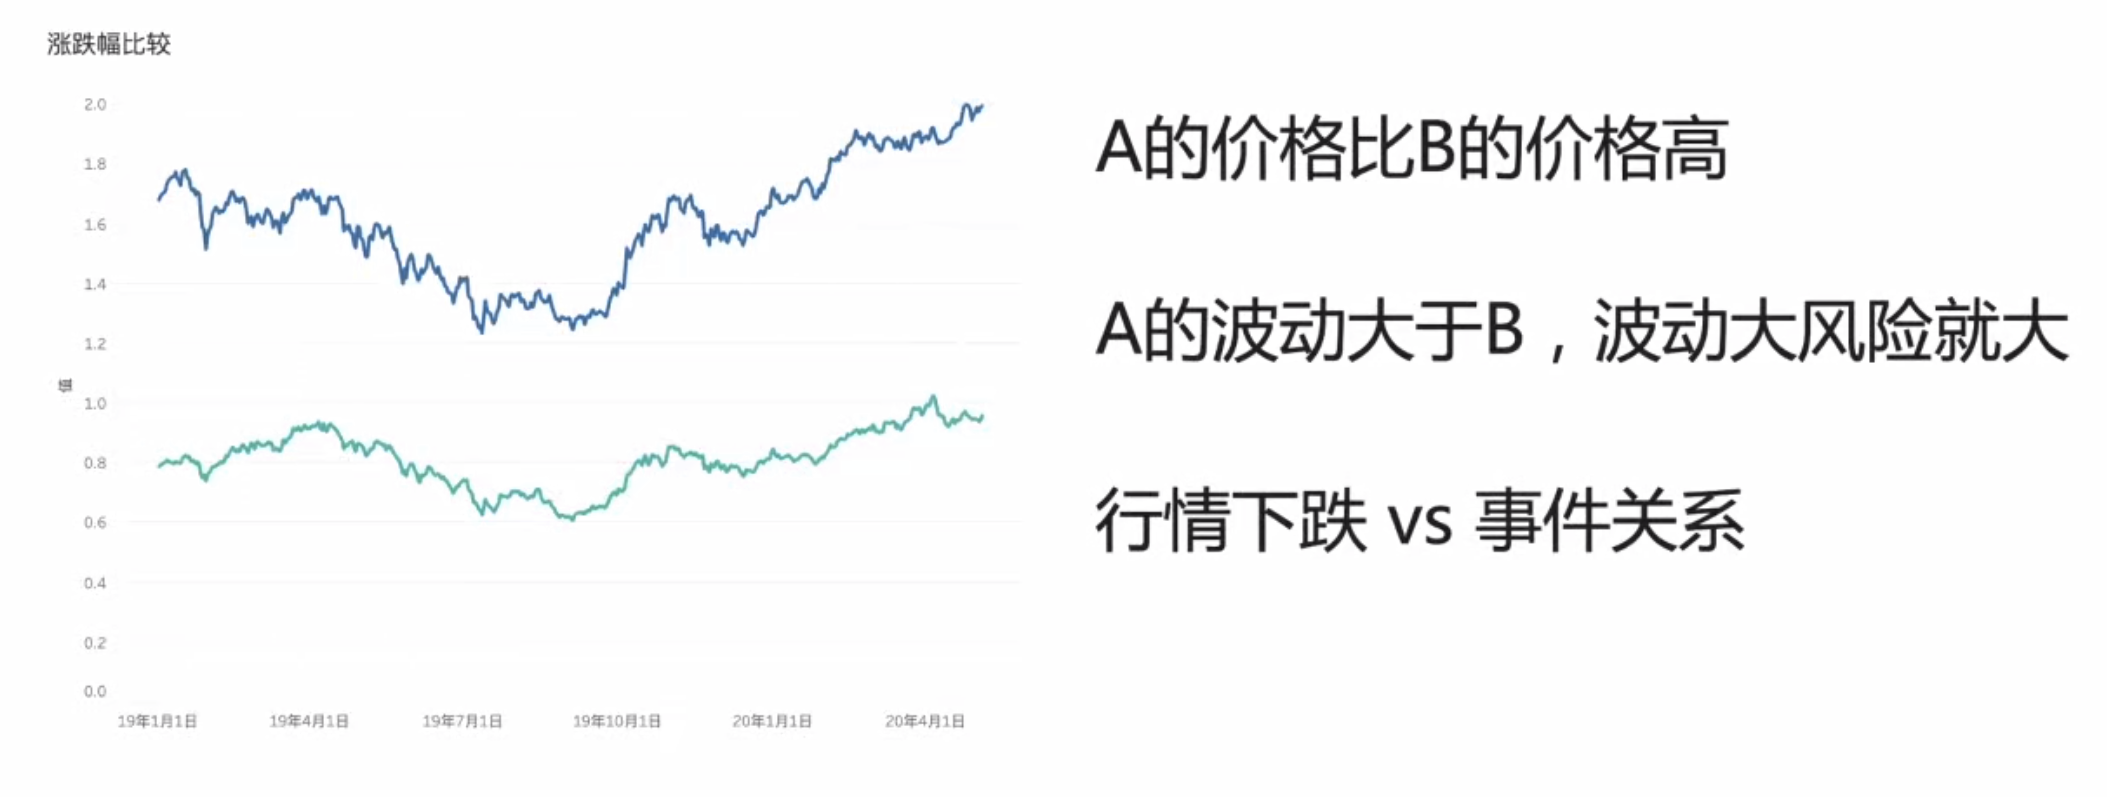 涨跌幅比较
2.0
1.8
1.6
1.4
1.2
值
1.0
0.8
0.6
0.4
0.2
0.0
19年1月1日
19年4月1日
19年7月1日
19年10月1日
20年1月1日
20年4月1日
A的价格比B的价格高
A的波动大于B，波动大风险就大
行情下跌 vs 事件关系